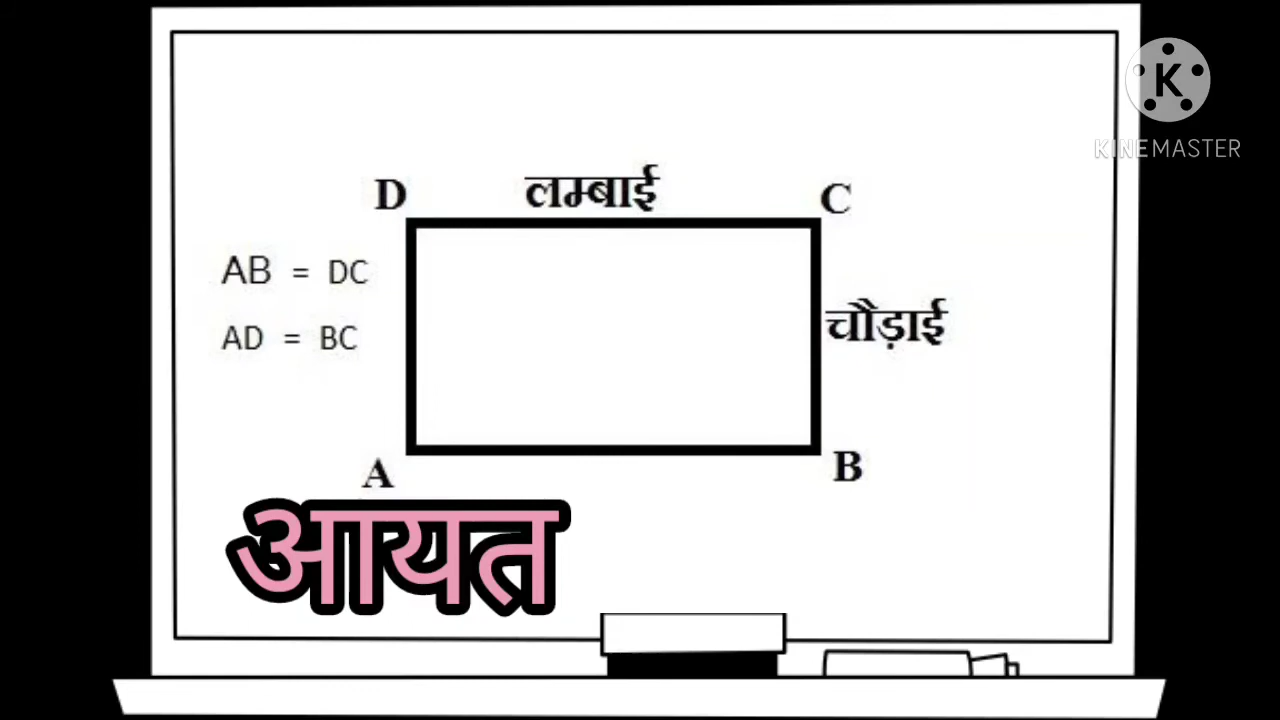 K
KINEMASTER
D लम्बाई C
AB = DC
चौड़ाई
AD = BC
A B
आयत